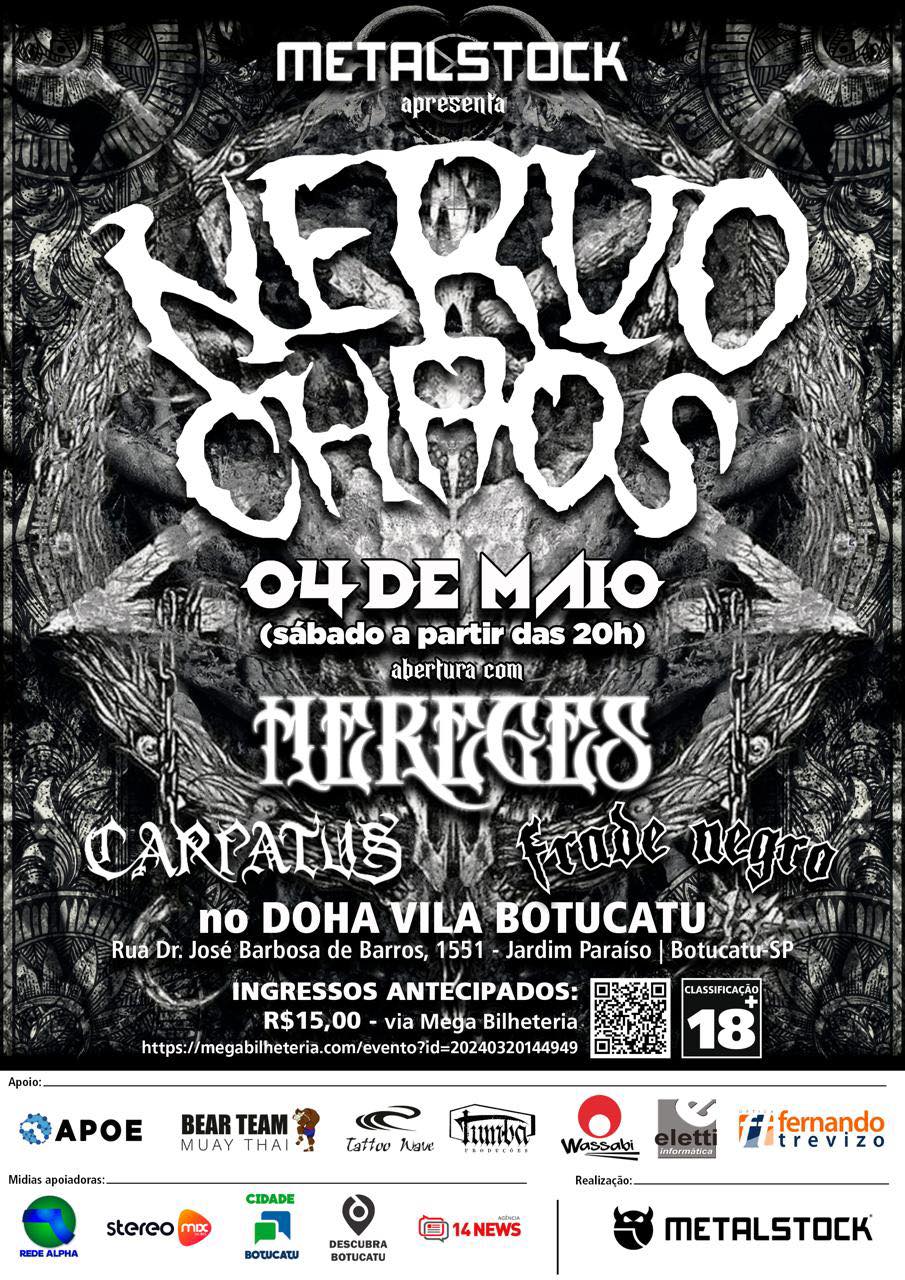 METALSTOCK
apresenta
NERVO
CHAOS
04 DE MAIO
(sábado a partir das 20h)
abertura com
HEREGES
CARPATUS
frade negro
no DOHA VILA BOTUCATU
Rua Dr. José Barbosa de Barros, 1551 - Jardim Paraíso | Botucatu-SP
INGRESSOS ANTECIPADOS:
R$15,00 - via Mega Bilheteria
https://megabilheteria.com/evento?id=20240320144949
CLASSIFICAÇÃO
+
18
Apoio:
APOE
BEAR TEAM
MUAY THAI
Tattoo Wave
Tumba
PRODUÇÕES
Wassabi
e
eletti
informática
ÓPTICA
fernando
trevizo
Midias apoiadoras:
REDE ALPHA
stereo mix
CIDADE
BOTUCATU
DESCUBRA
BOTUCATU
AGÊNCIA
14 NEWS
Realização:
METALSTOCK